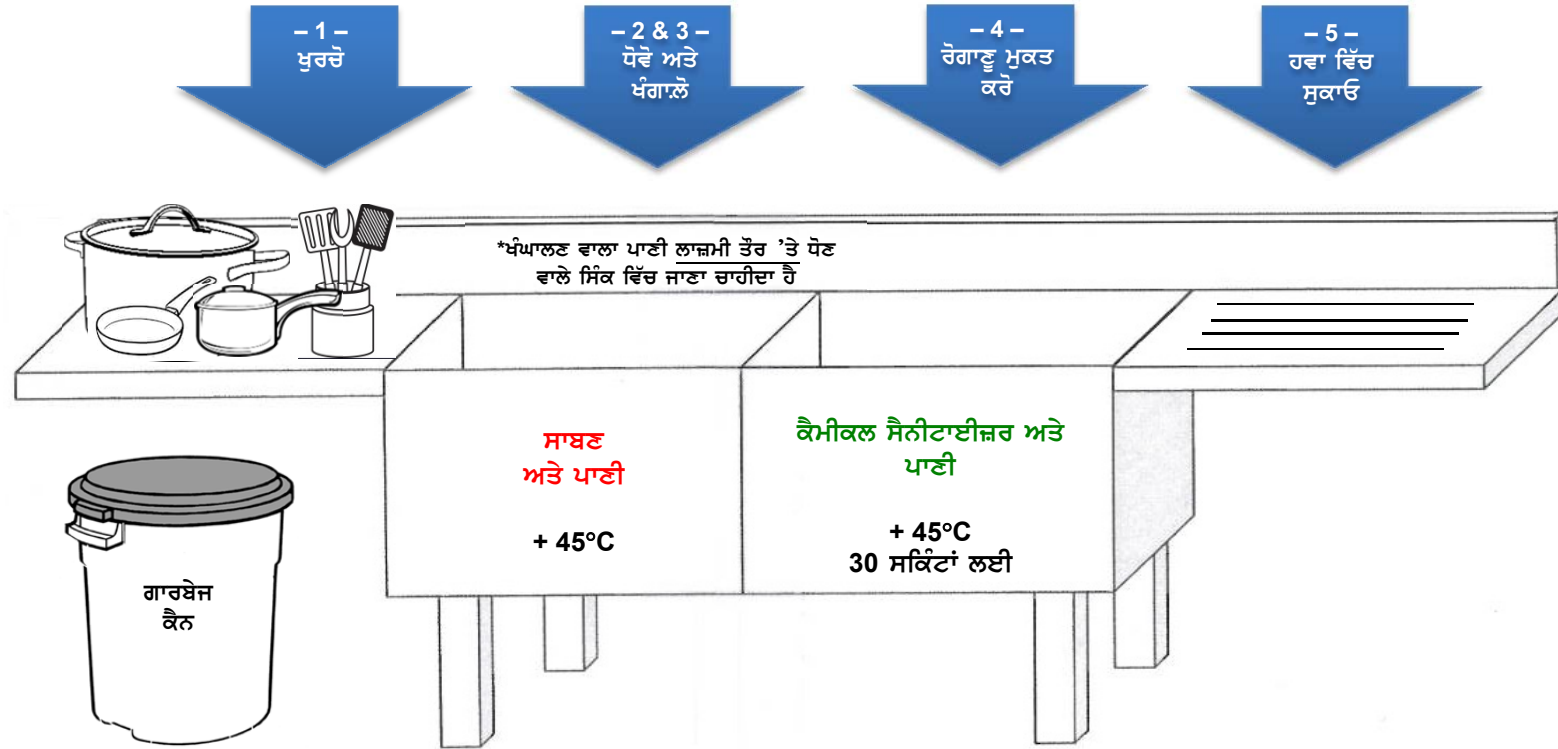 – 1 –
ਖੁਰਚੋ
– 2 & 3 –
ਧੋਵੋ ਅਤੇ
ਖੰਗਾਲ਼ੋ
– 4 –
ਰੋਗਾਣੂ ਮੁਕਤ
ਕਰੋ
– 5 –
ਹਵਾ ਵਿੱਚ
ਸੁਕਾਓ
*ਖੰਘਾਲਣ ਵਾਲਾ ਪਾਣੀ ਲਾਜ਼ਮੀ ਤੌਰ ’ਤੇ ਧੋਣ
ਵਾਲੇ ਸਿੰਕ ਵਿੱਚ ਜਾਣਾ ਚਾਹੀਦਾ ਹੈ
ਸਾਬਣ
ਅਤੇ ਪਾਣੀ
+ 45°C
ਕੈਮੀਕਲ ਸੈਨੀਟਾਈਜ਼ਰ ਅਤੇ
ਪਾਣੀ
+ 45°C
30 ਸਕਿੰਟਾਂ ਲਈ
ਗਾਰਬੇਜ
ਕੈਨ